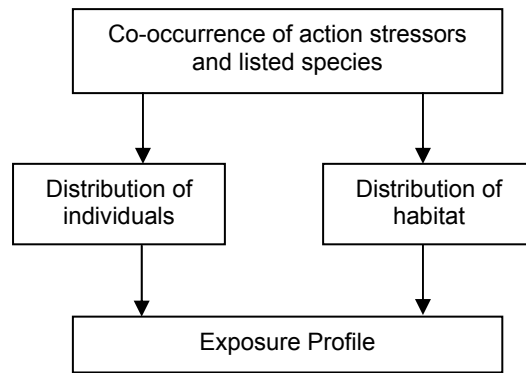 Co-occurrence of action stressors
and listed species
Distribution of
individuals
Distribution of
habitat
Exposure Profile